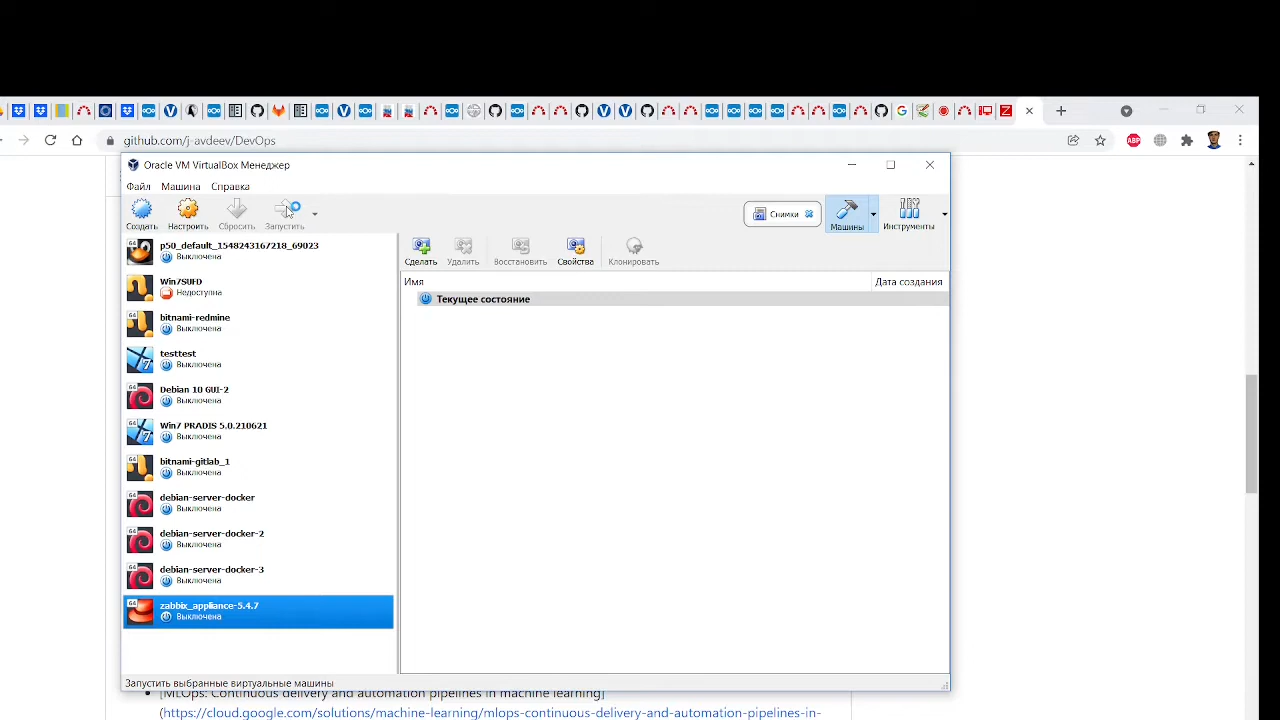 github.com/j-avdeev/DevOps
ABP
Oracle VM VirtualBox Менеджер
Файл Машина Справка
Создать Настроить Сбросить Запустить
Снимки Машины Инструменты
p50_default_1548243167218_69023
Выключена
Win7SUFD
Недоступна
bitnami-redmine
Выключена
testtest
Выключена
Debian 10 GUI-2
Выключена
Win7 PRADIS 5.0.210621
Выключена
bitnami-gitlab_1
Выключена
debian-server-docker
Выключена
debian-server-docker-2
Выключена
debian-server-docker-3
Выключена
zabbix_appliance-5.4.7
Выключена
Сделать Удалить Восстановить Свойства Клонировать
Имя Дата создания
Текущее состояние
Запустить выбранные виртуальные машины
[MLOps: Continuous delivery and automation pipelines in machine learning]
(https://cloud.google.com/solutions/machine-learning/mlops-continuous-delivery-and-automation-pipelines-in-